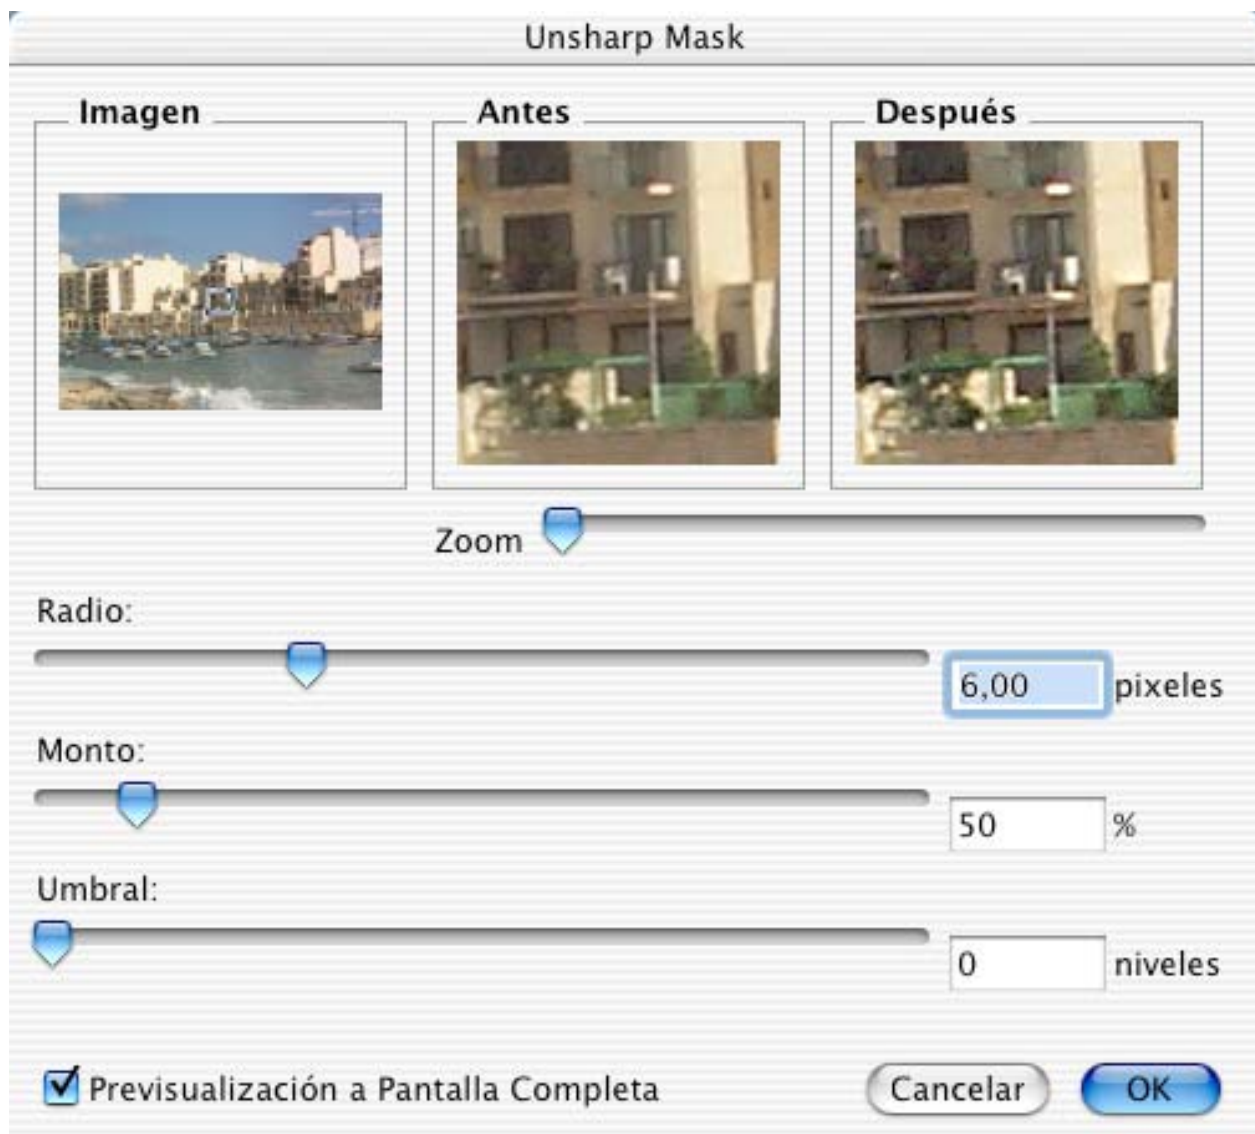 Unsharp Mask
Imagen
Antes
Después
Zoom
Radio:
6,00 pixeles
Monto:
50 %
Umbral:
0 niveles
Previsualización a Pantalla Completa
Cancelar
OK